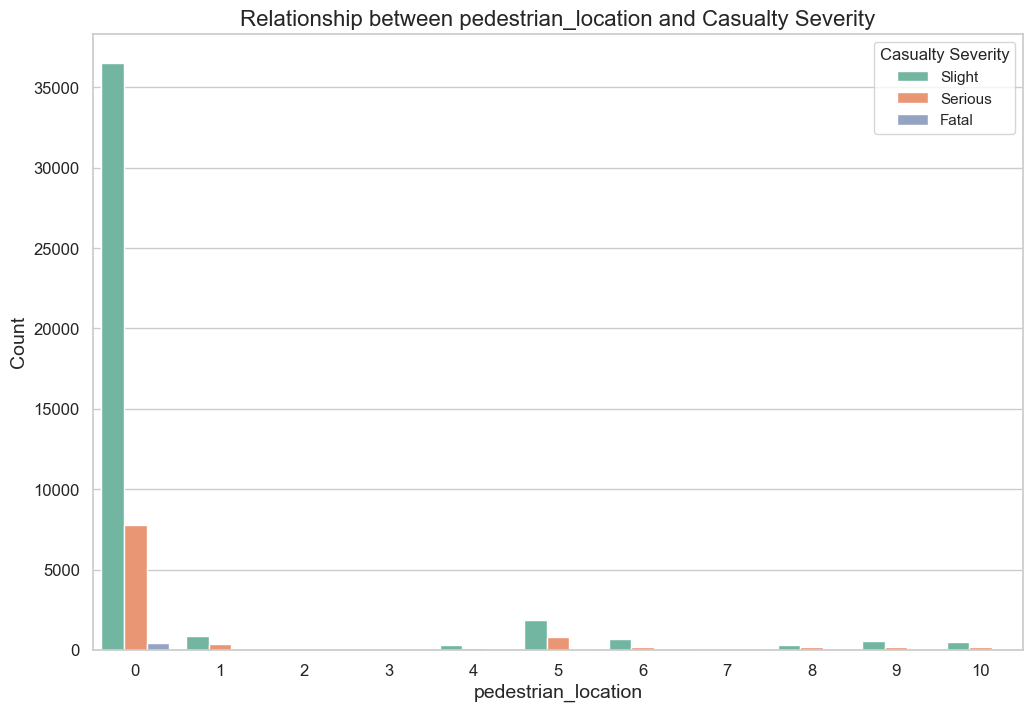 Relationship between pedestrian_location and Casualty Severity
Casualty Severity
Slight
Serious
Fatal
Count
35000
30000
25000
20000
15000
10000
5000
0
0 1 2 3 4 5 6 7 8 9 10
pedestrian_location